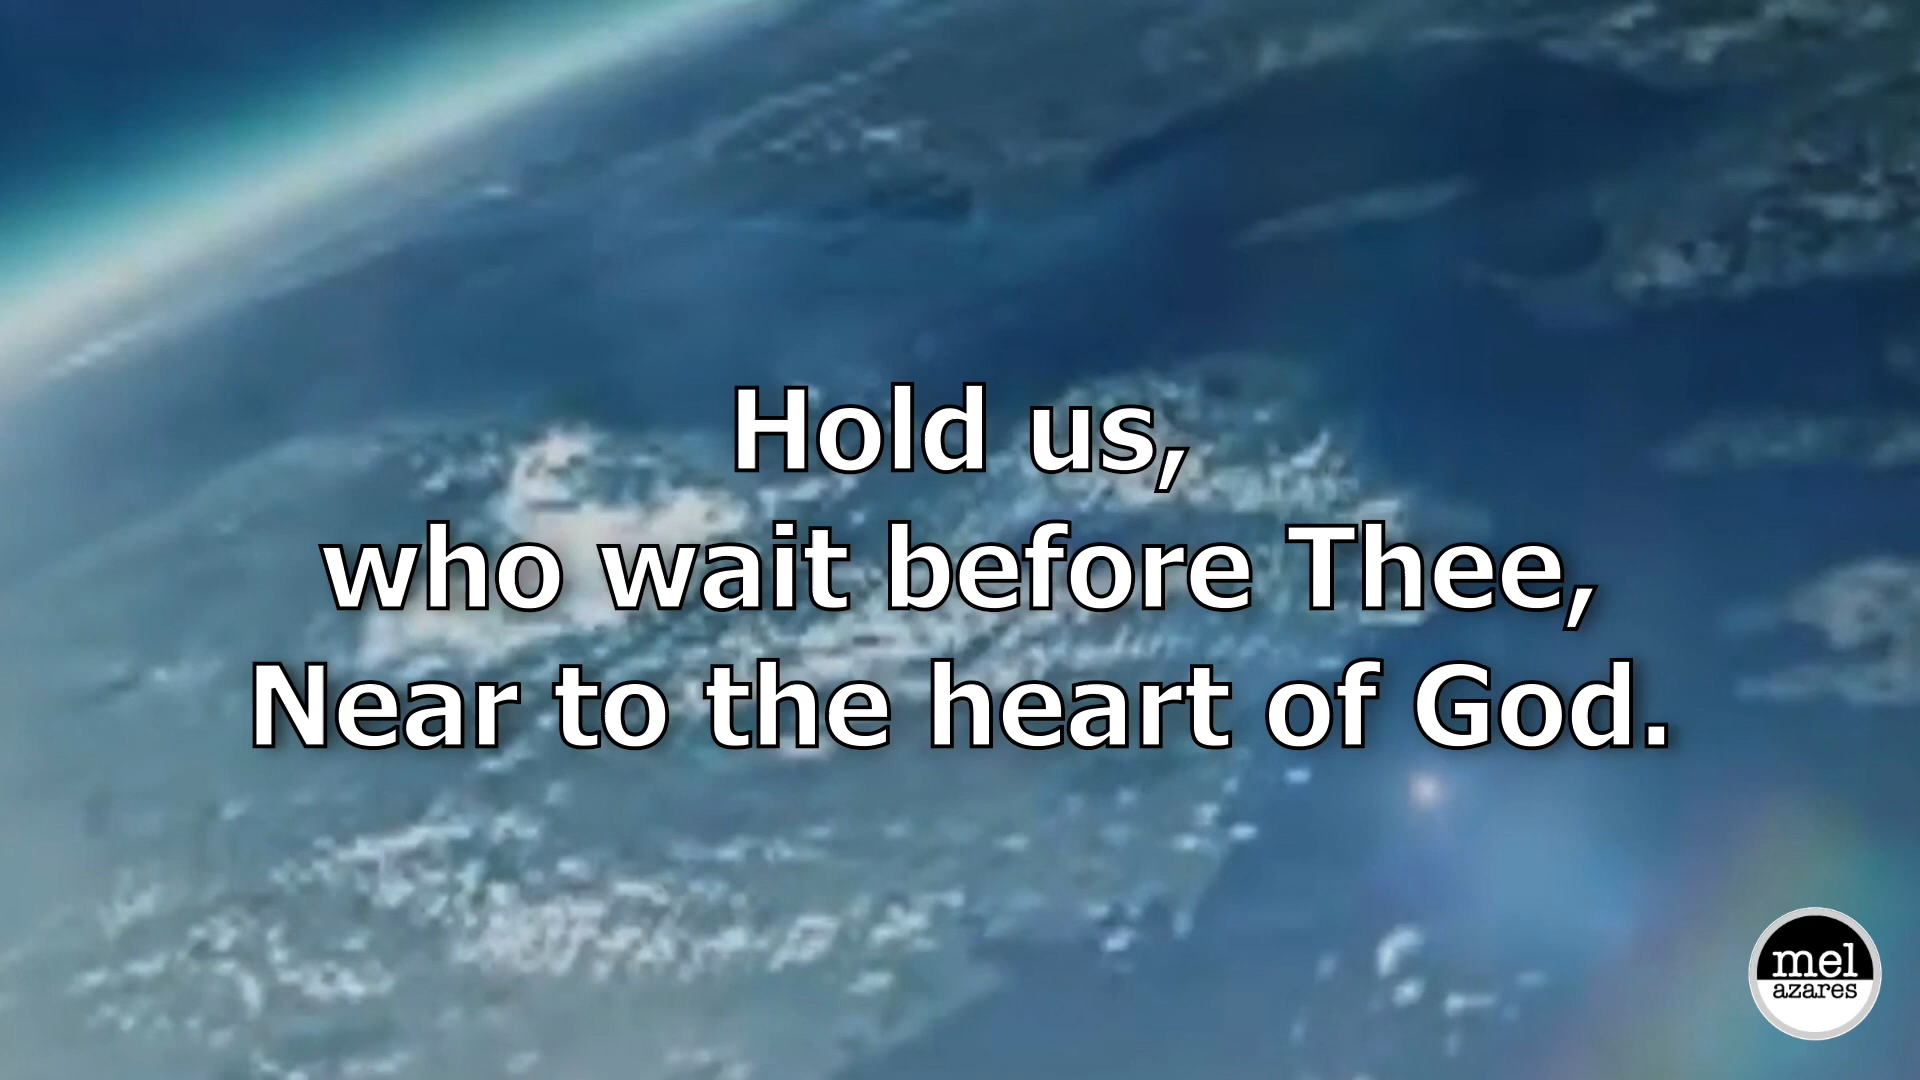 Hold us,
who wait before Thee,
Near to the heart of God.
mel
azares